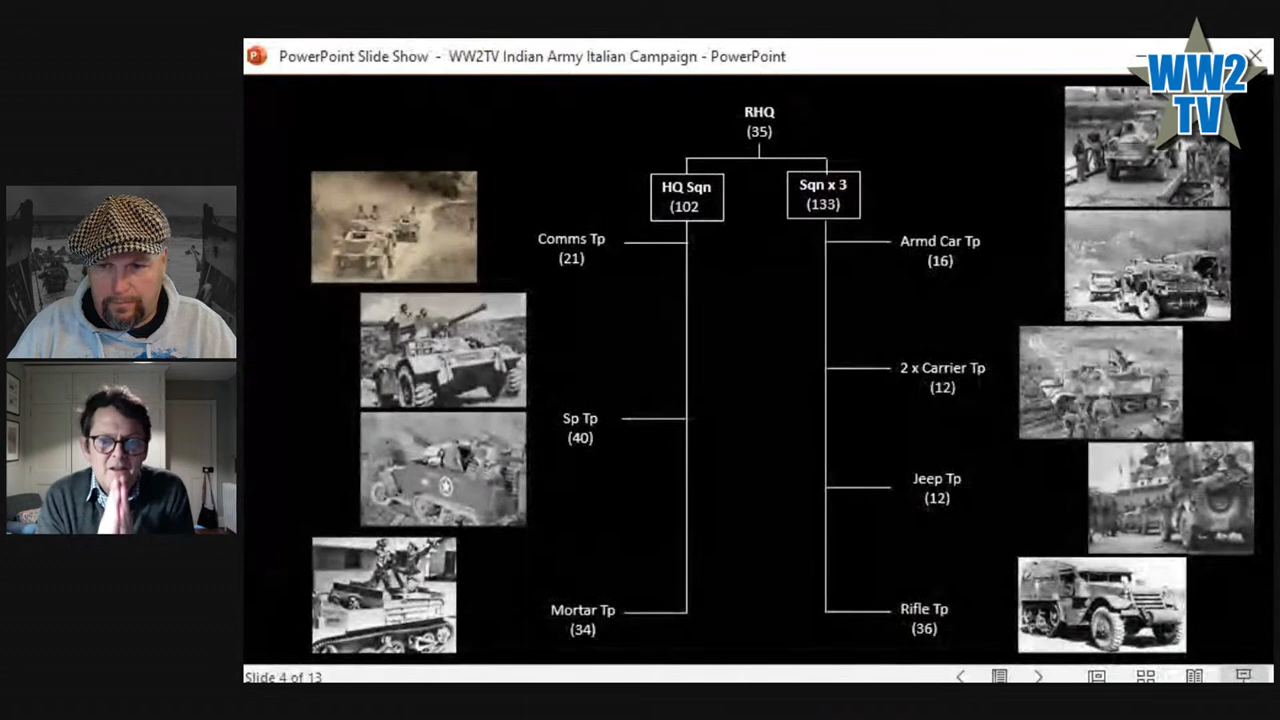 PowerPoint Slide Show - WW2TV Indian Army Italian Campaign - PowerPoint
WW2
TV
RHQ
(35)
HQ Sqn
(102
Sqn x 3
(133)
Comms Tp
(21)
Armd Car Tp
(16)
2 x Carrier Tp
(12)
Sp Tp
(40)
Jeep Tp
(12)
Mortar Tp
(34)
Rifle Tp
(36)
Slide 4 of 13